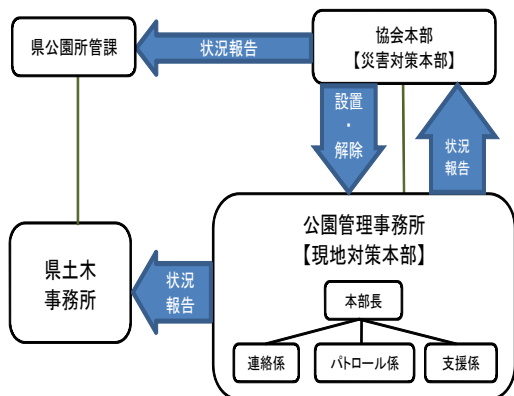 県公園所管課
状況報告
協会本部
【災害対策本部】
設置
・
解除
状況
報告
公園管理事務所
【現地対策本部】
県土木
事務所
状況
報告
本部長
連絡係
パトロール係
支援係